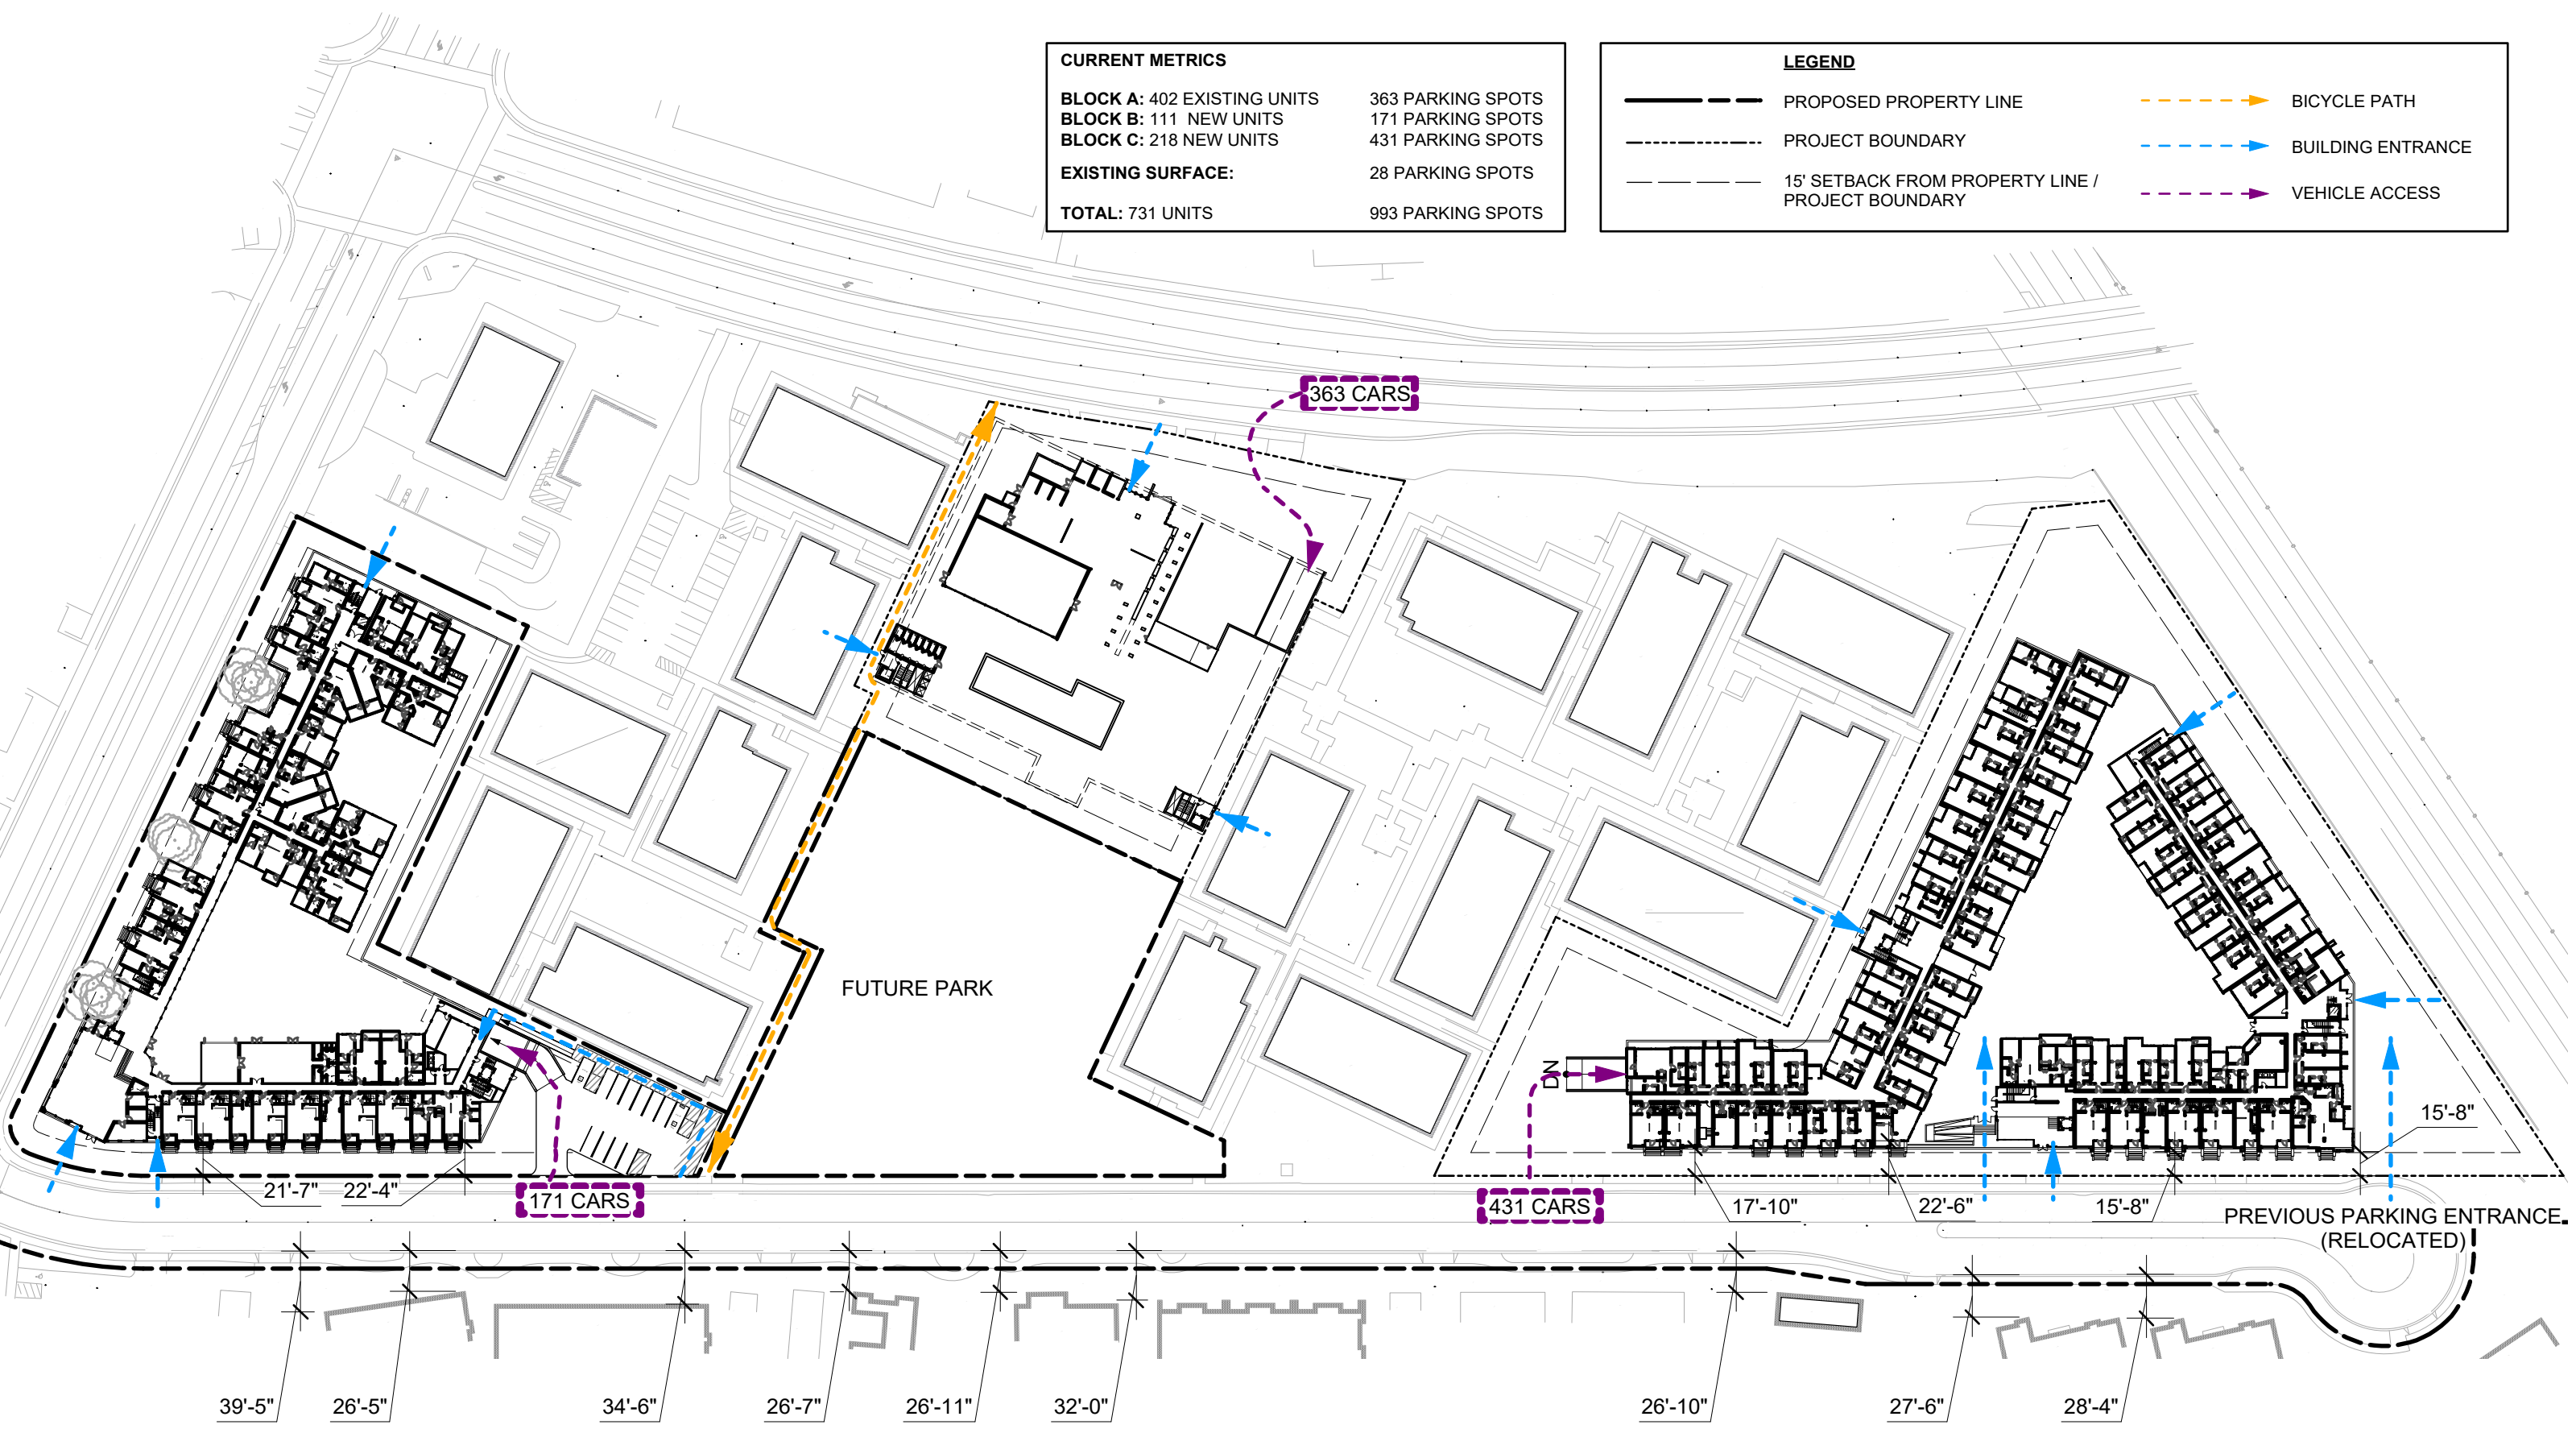 CURRENT METRICS
BLOCK A: 402 EXISTING UNITS 363 PARKING SPOTS
BLOCK B: 111 NEW UNITS 171 PARKING SPOTS
BLOCK C: 218 NEW UNITS 431 PARKING SPOTS
EXISTING SURFACE: 28 PARKING SPOTS
TOTAL: 731 UNITS 993 PARKING SPOTS
LEGEND
PROPOSED PROPERTY LINE
PROJECT BOUNDARY
15' SETBACK FROM PROPERTY LINE /
PROJECT BOUNDARY
BICYCLE PATH
BUILDING ENTRANCE
VEHICLE ACCESS
363 CARS
FUTURE PARK
DN
15'-8"
21'-7" 22'-4"
171 CARS
431 CARS
17'-10"
22'-6"
15'-8"
PREVIOUS PARKING ENTRANCE
(RELOCATED)
39'-5"
26'-5"
34'-6"
26'-7"
26'-11"
32'-0"
26'-10"
27'-6"
28'-4"